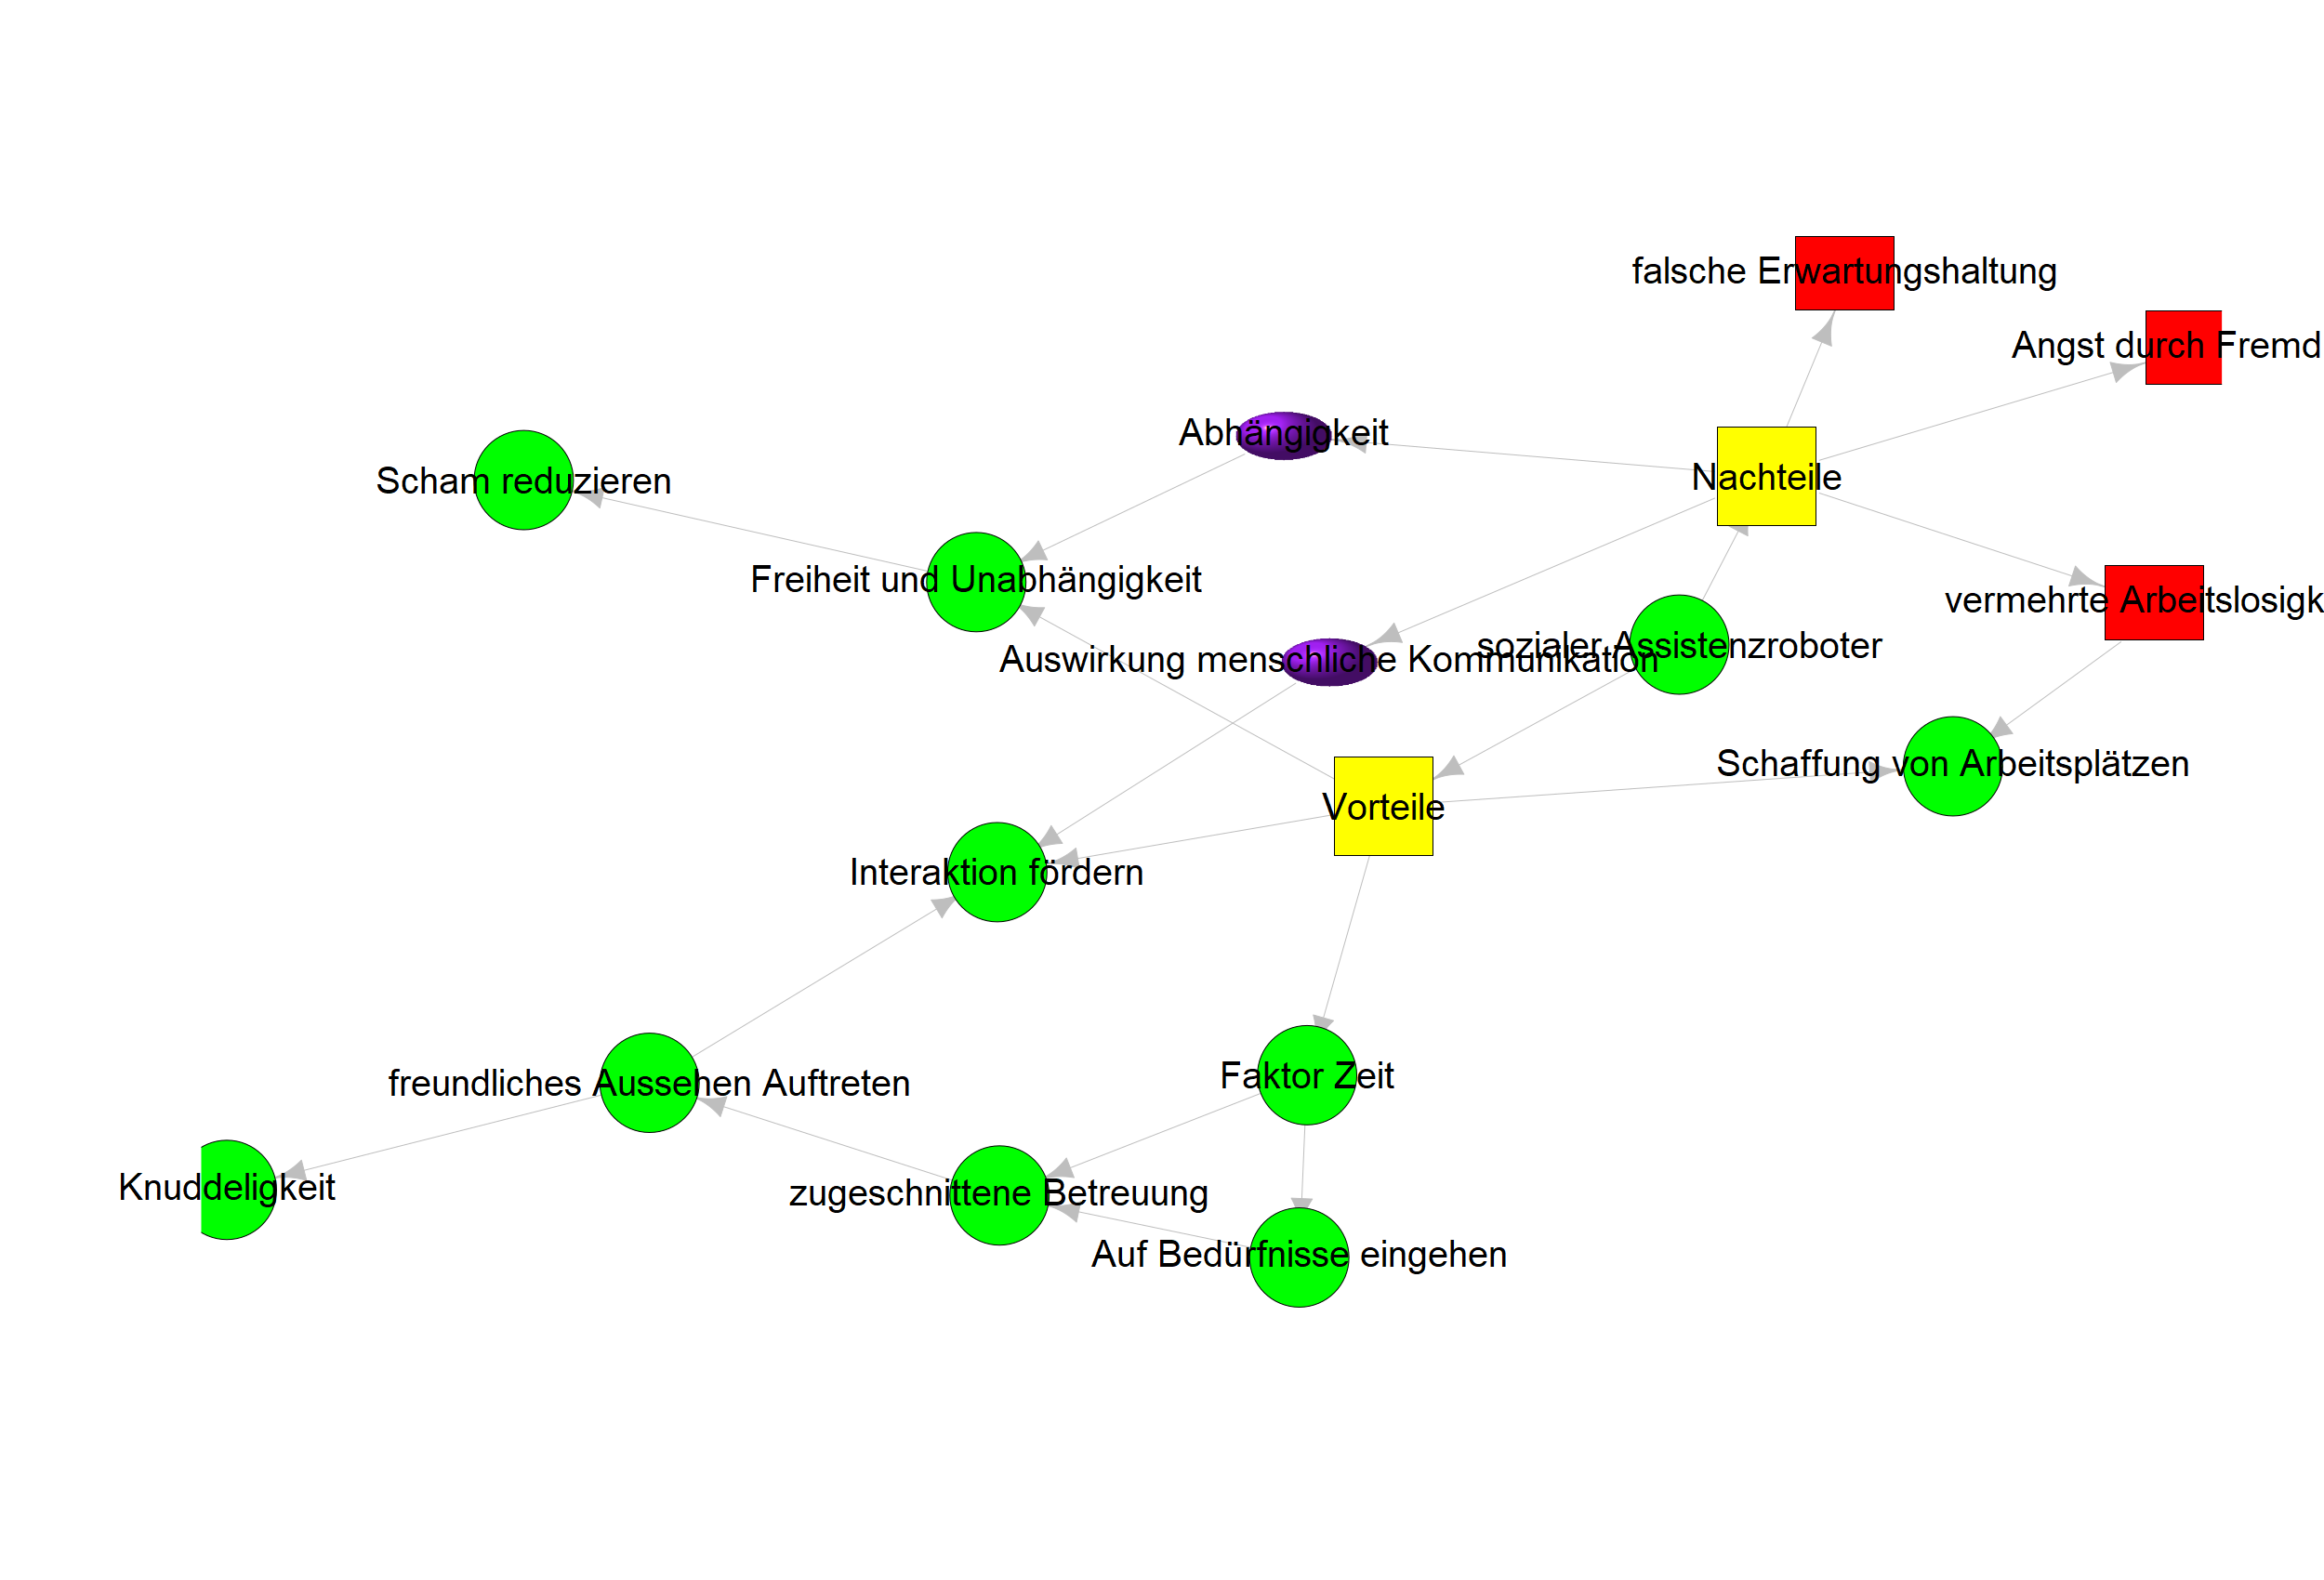 falsche Erwartungshaltung
Angst durch Fremd
Abhängigkeit
Nachteile
Scham reduzieren
Freiheit und Unabhängigkeit
vermehrte Arbeitslosigk
sozialer Assistenzroboter
Auswirkung menschliche Kommunikation
Schaffung von Arbeitsplätzen
Vorteile
Interaktion fördern
Faktor Zeit
freundliches Aussehen Auftreten
Knuddeligkeit
zugeschnittene Betreuung
Auf Bedürfnisse eingehen